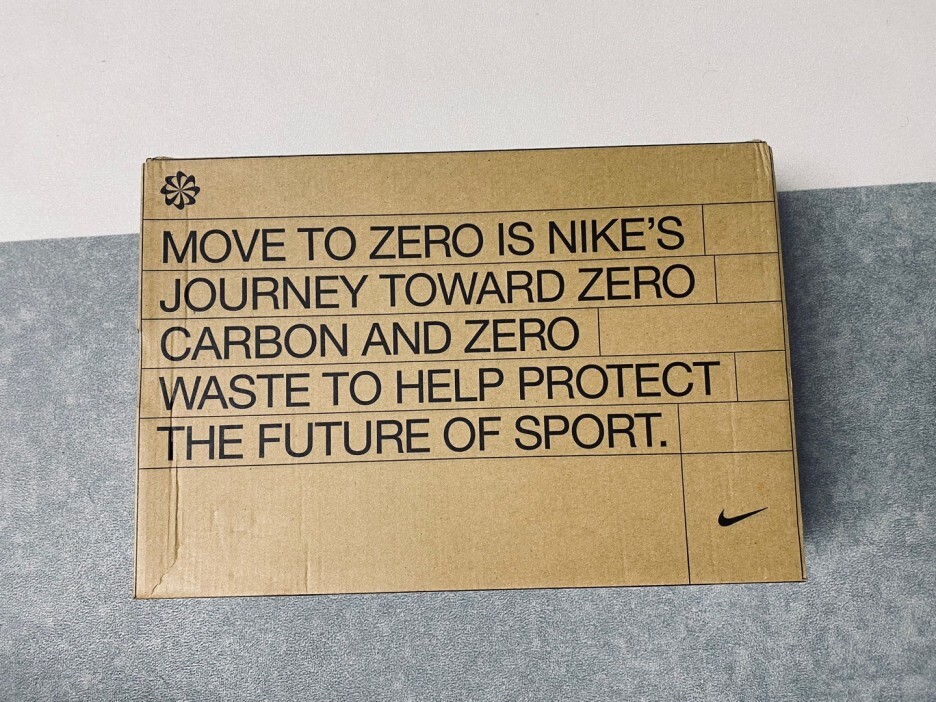 MOVE TO ZERO IS NIKE’S
JOURNEY TOWARD ZERO
CARBON AND ZERO
WASTE TO HELP PROTECT
THE FUTURE OF SPORT.